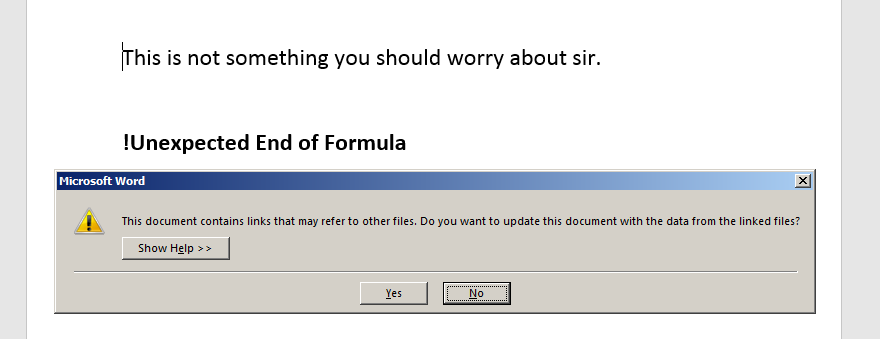 This is not something you should worry about sir.
!Unexpected End of Formula
Microsoft Word
This document contains links that may refer to other files. Do you want to update this document with the data from the linked files?
Show Help >>
Yes
No